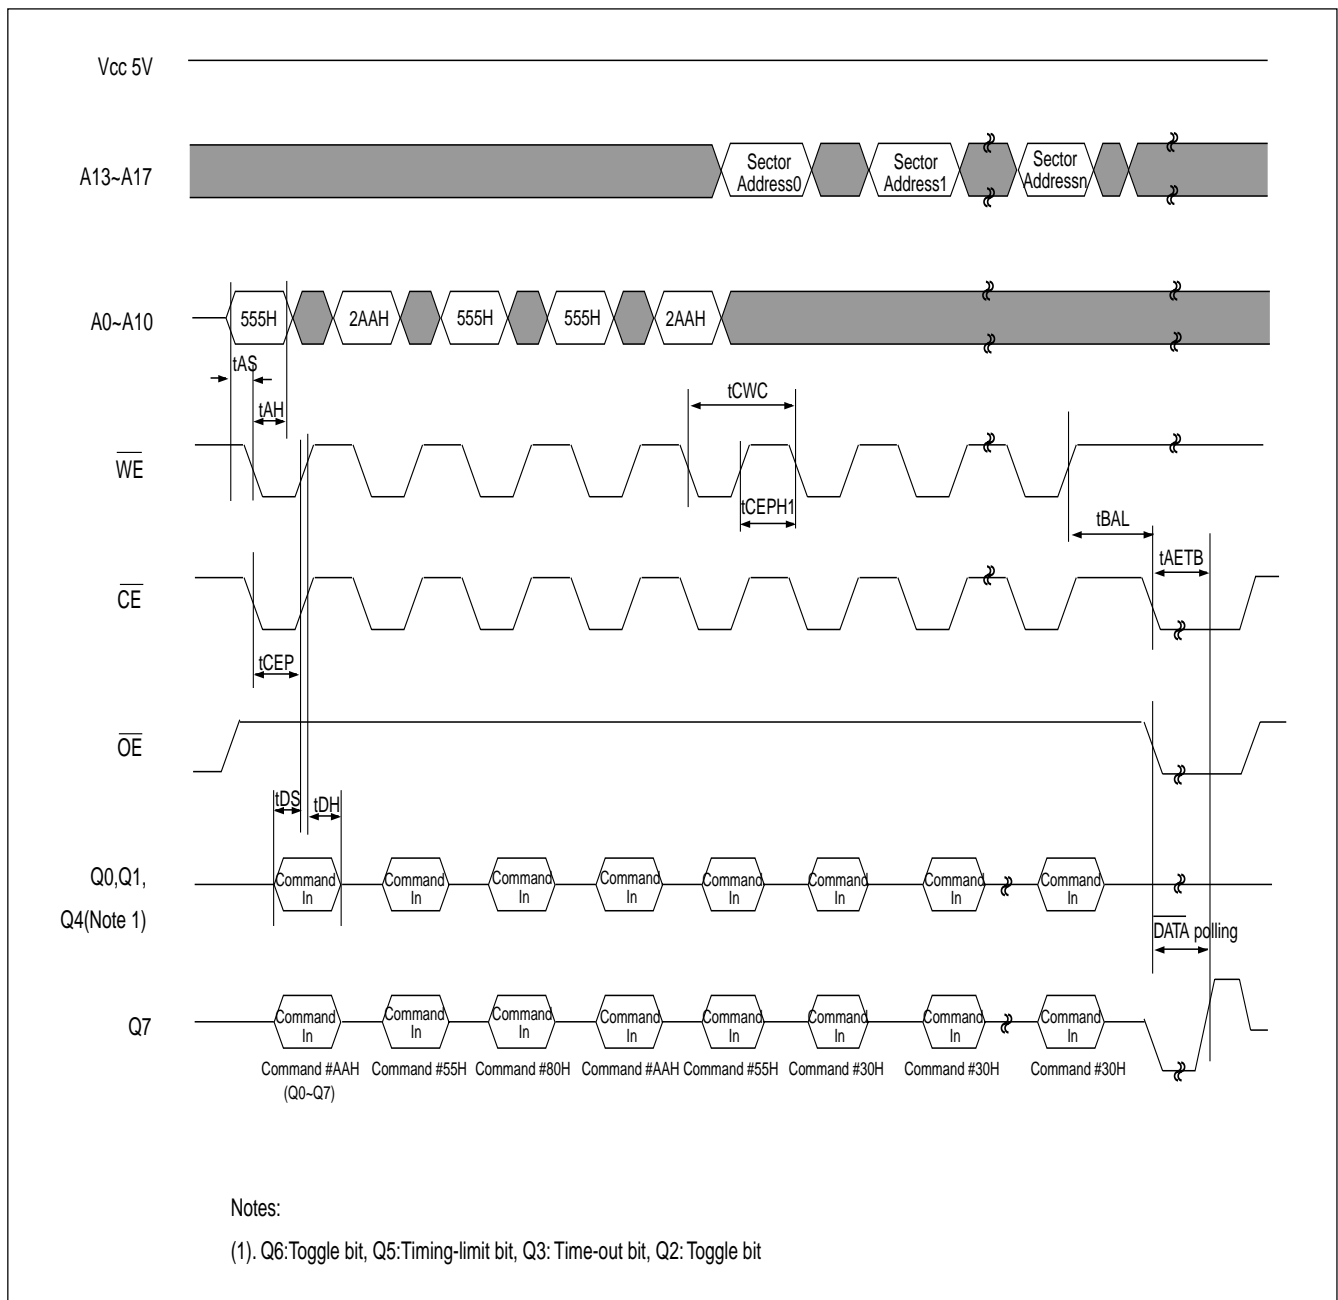 Vcc 5V
A13~A17
Sector Address0
Sector Address1
Sector Addressn
A0~A10
555H
2AAH
555H
555H
2AAH
tAS
tAH
tCWC
WE
tCEPH1
tBAL
tAETB
CE
tCEP
OE
tDS
tDH
Q0,Q1,
Q4(Note 1)
Command In
Command In
Command In
Command In
Command In
Command In
Command In
Command In
DATA polling
Q7
Command In
Command In
Command In
Command In
Command In
Command In
Command In
Command In
Command #AAH
(Q0~Q7)
Command #55H
Command #80H
Command #AAH
Command #55H
Command #30H
Command #30H
Command #30H
Notes:
(1). Q6:Toggle bit, Q5:Timing-limit bit, Q3: Time-out bit, Q2: Toggle bit